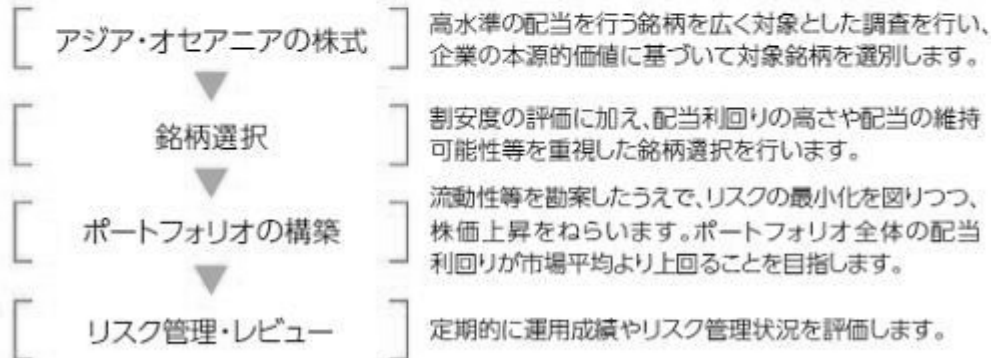 アジア・オセアニアの株式
高水準の配当を行う銘柄を広く対象とした調査を行い、
企業の本源的価値に基づいて対象銘柄を選別します。
銘柄選択
割安度の評価に加え、配当利回りの高さや配当の維持
可能性等を重視した銘柄選択を行います。
ポートフォリオの構築
流動性等を勘案したうえで、リスクの最小化を図りつつ、
株価上昇をねらいます。ポートフォリオ全体の配当
利回りが市場平均より上回ることを目指します。
リスク管理・レビュー
定期的に運用成績やリスク管理状況を評価します。